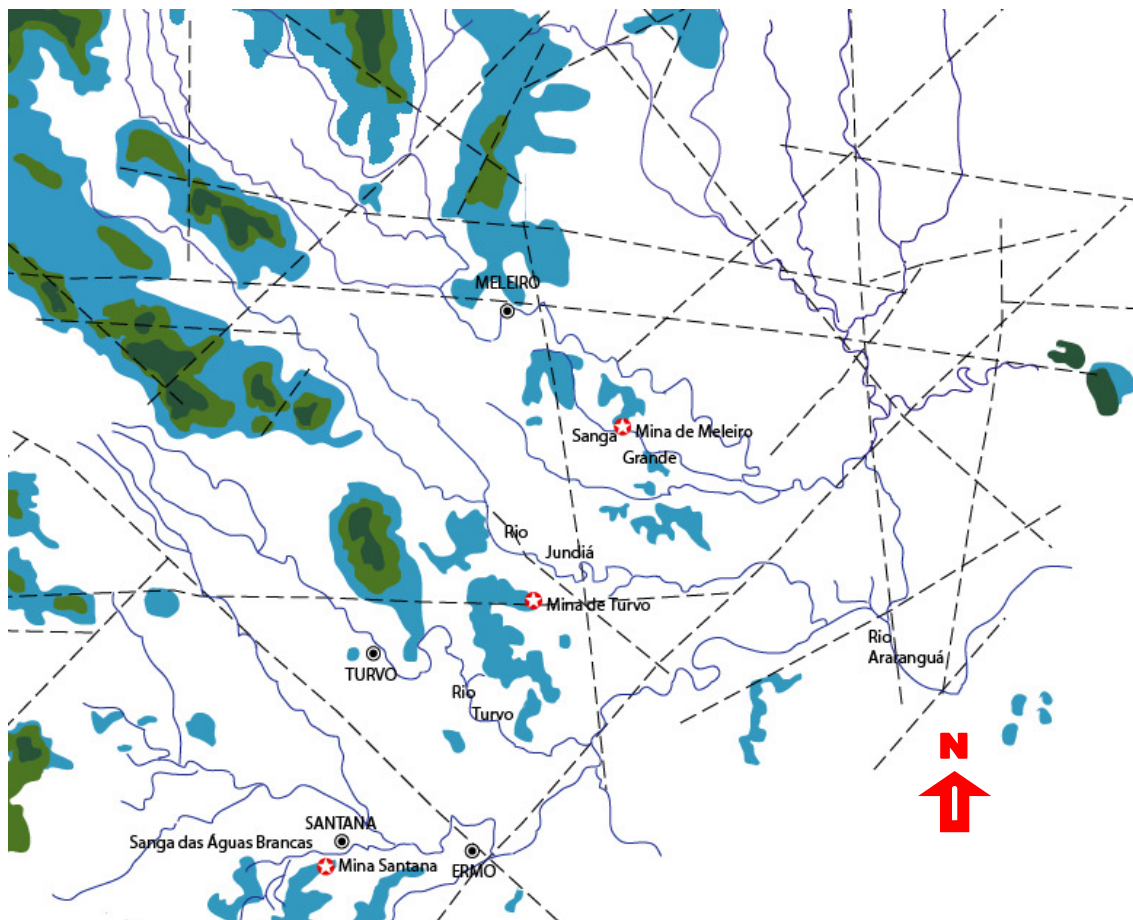 MELEIRO
Sanga
Mina de Meleiro
Grande
Rio
Jundiá
Mina de Turvo
TURVO
Rio
Turvo
Rio
Araranguá
N
SANTANA
Sanga das Águas Brancas
Mina Santana
ERMO